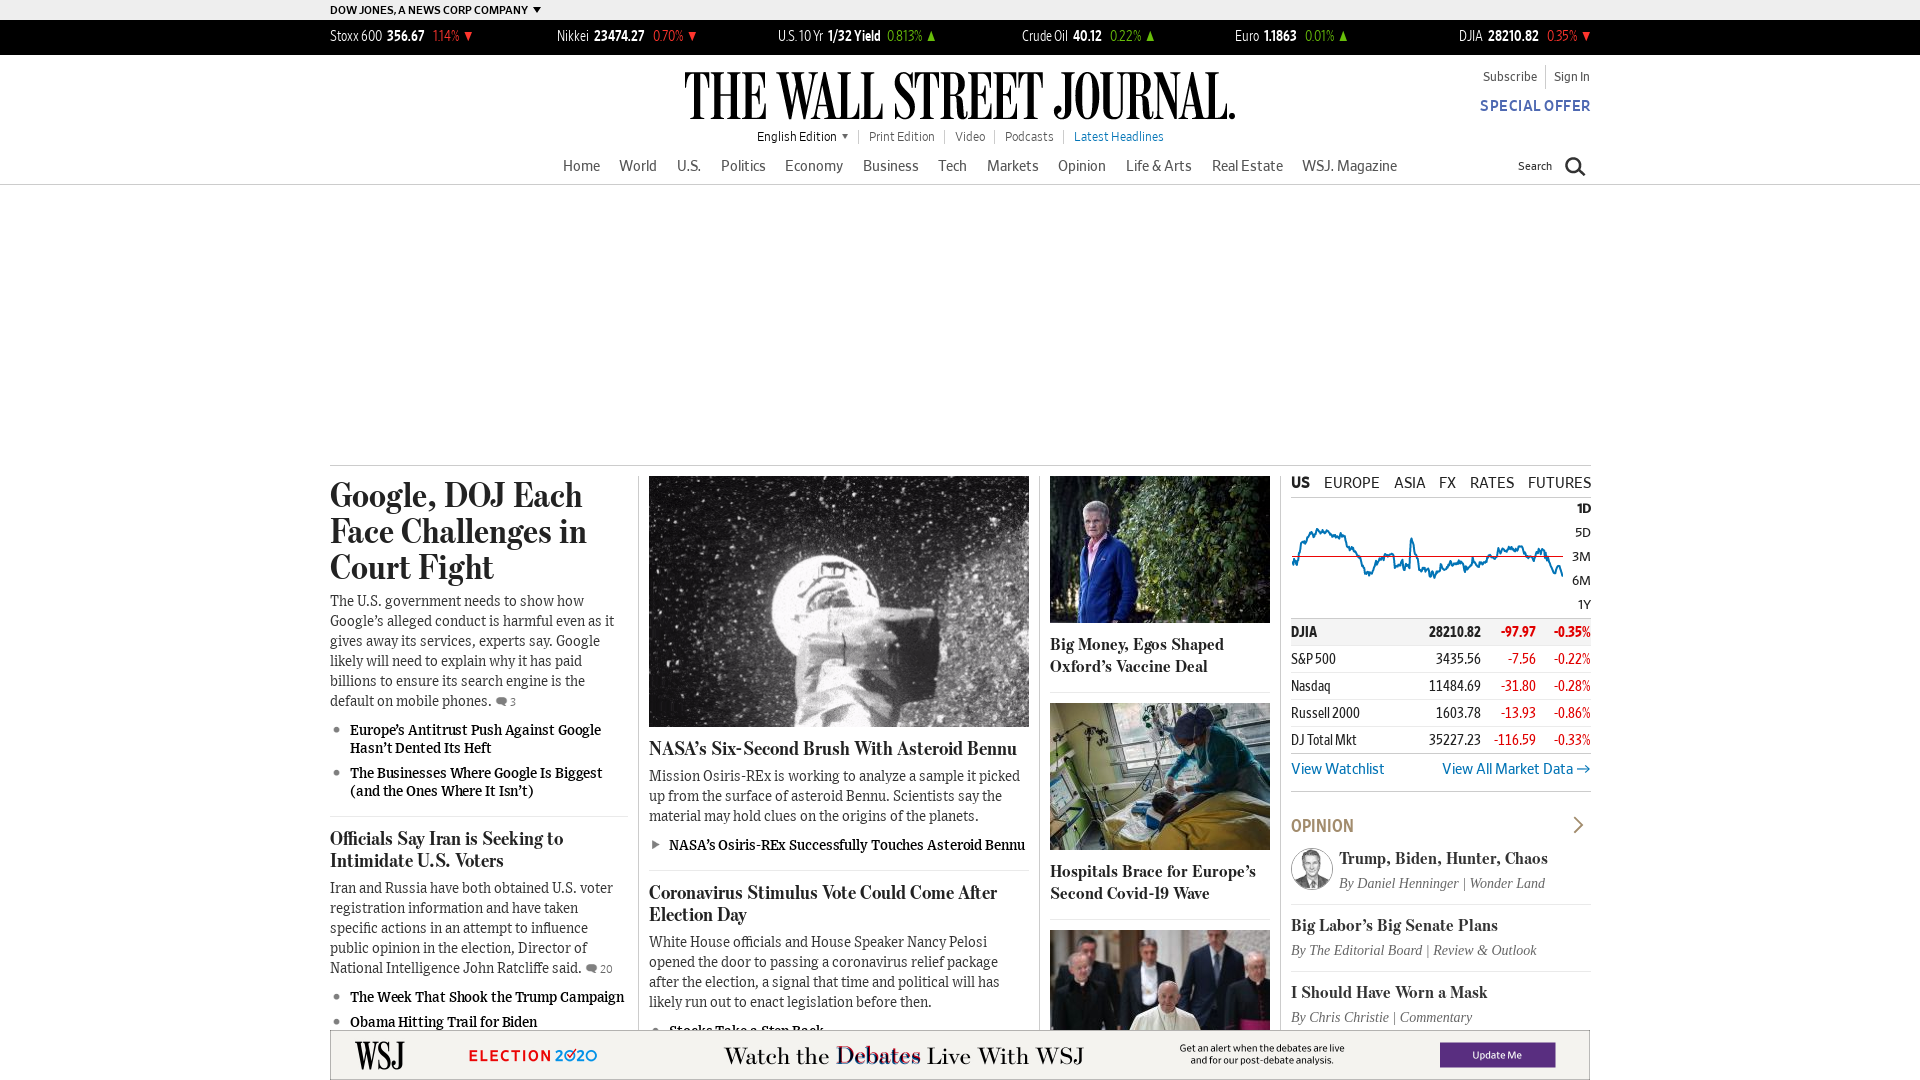 DOW JONES, A NEWS CORP COMPANY
Stoxx 600 356.67 1.14%
Nikkei 23474.27 0.70%
U.S. 10 Yr 1/32 Yield 0.813%
Crude Oil 40.12 0.22%
Euro 1.1863 0.01%
DJIA 28210.82 0.35%
THE WALL STREET JOURNAL.
Subscribe
Sign In
SPECIAL OFFER
English Edition
Print Edition
Video
Podcasts
Latest Headlines
Home
World
U.S.
Politics
Economy
Business
Tech
Markets
Opinion
Life & Arts
Real Estate
WSJ. Magazine
Search
Google, DOJ Each
Face Challenges in
Court Fight
The U.S. government needs to show how
Google’s alleged conduct is harmful even as it
gives away its services, experts say. Google
likely will need to explain why it has paid
billions to ensure its search engine is the
default on mobile phones. 3
Europe’s Antitrust Push Against Google
Hasn’t Dented Its Heft
The Businesses Where Google Is Biggest
(and the Ones Where It Isn’t)
Officials Say Iran is Seeking to
Intimidate U.S. Voters
Iran and Russia have both obtained U.S. voter
registration information and have taken
specific actions in an attempt to influence
public opinion in the election, Director of
National Intelligence John Ratcliffe said. 20
The Week That Shook the Trump Campaign
Obama Hitting Trail for Biden
NASA’s Six-Second Brush With Asteroid Bennu
Mission Osiris-REx is working to analyze a sample it picked
up from the surface of asteroid Bennu. Scientists say the
material may hold clues on the origins of the planets.
NASA’s Osiris-REx Successfully Touches Asteroid Bennu
Coronavirus Stimulus Vote Could Come After
Election Day
White House officials and House Speaker Nancy Pelosi
opened the door to passing a coronavirus relief package
after the election, a signal that time and political will has
likely run out to enact legislation before then.
Stocks Take a Step Back
Big Money, Egos Shaped
Oxford’s Vaccine Deal
Hospitals Brace for Europe’s
Second Covid-19 Wave
US EUROPE ASIA FX RATES FUTURES
1D
5D
3M
6M
1Y
DJIA 28210.82 -97.97 -0.35%
S&P 500 3435.56 -7.56 -0.22%
Nasdaq 11484.69 -31.80 -0.28%
Russell 2000 1603.78 -13.93 -0.86%
DJ Total Mkt 35227.23 -116.59 -0.33%
View Watchlist
View All Market Data
OPINION
Trump, Biden, Hunter, Chaos
By Daniel Henninger | Wonder Land
Big Labor’s Big Senate Plans
By The Editorial Board | Review & Outlook
I Should Have Worn a Mask
By Chris Christie | Commentary
WSJ
ELECTION 2020
Watch the Debates Live With WSJ
Get an alert when the debates are live
and for our post-debate analysis.
Update Me